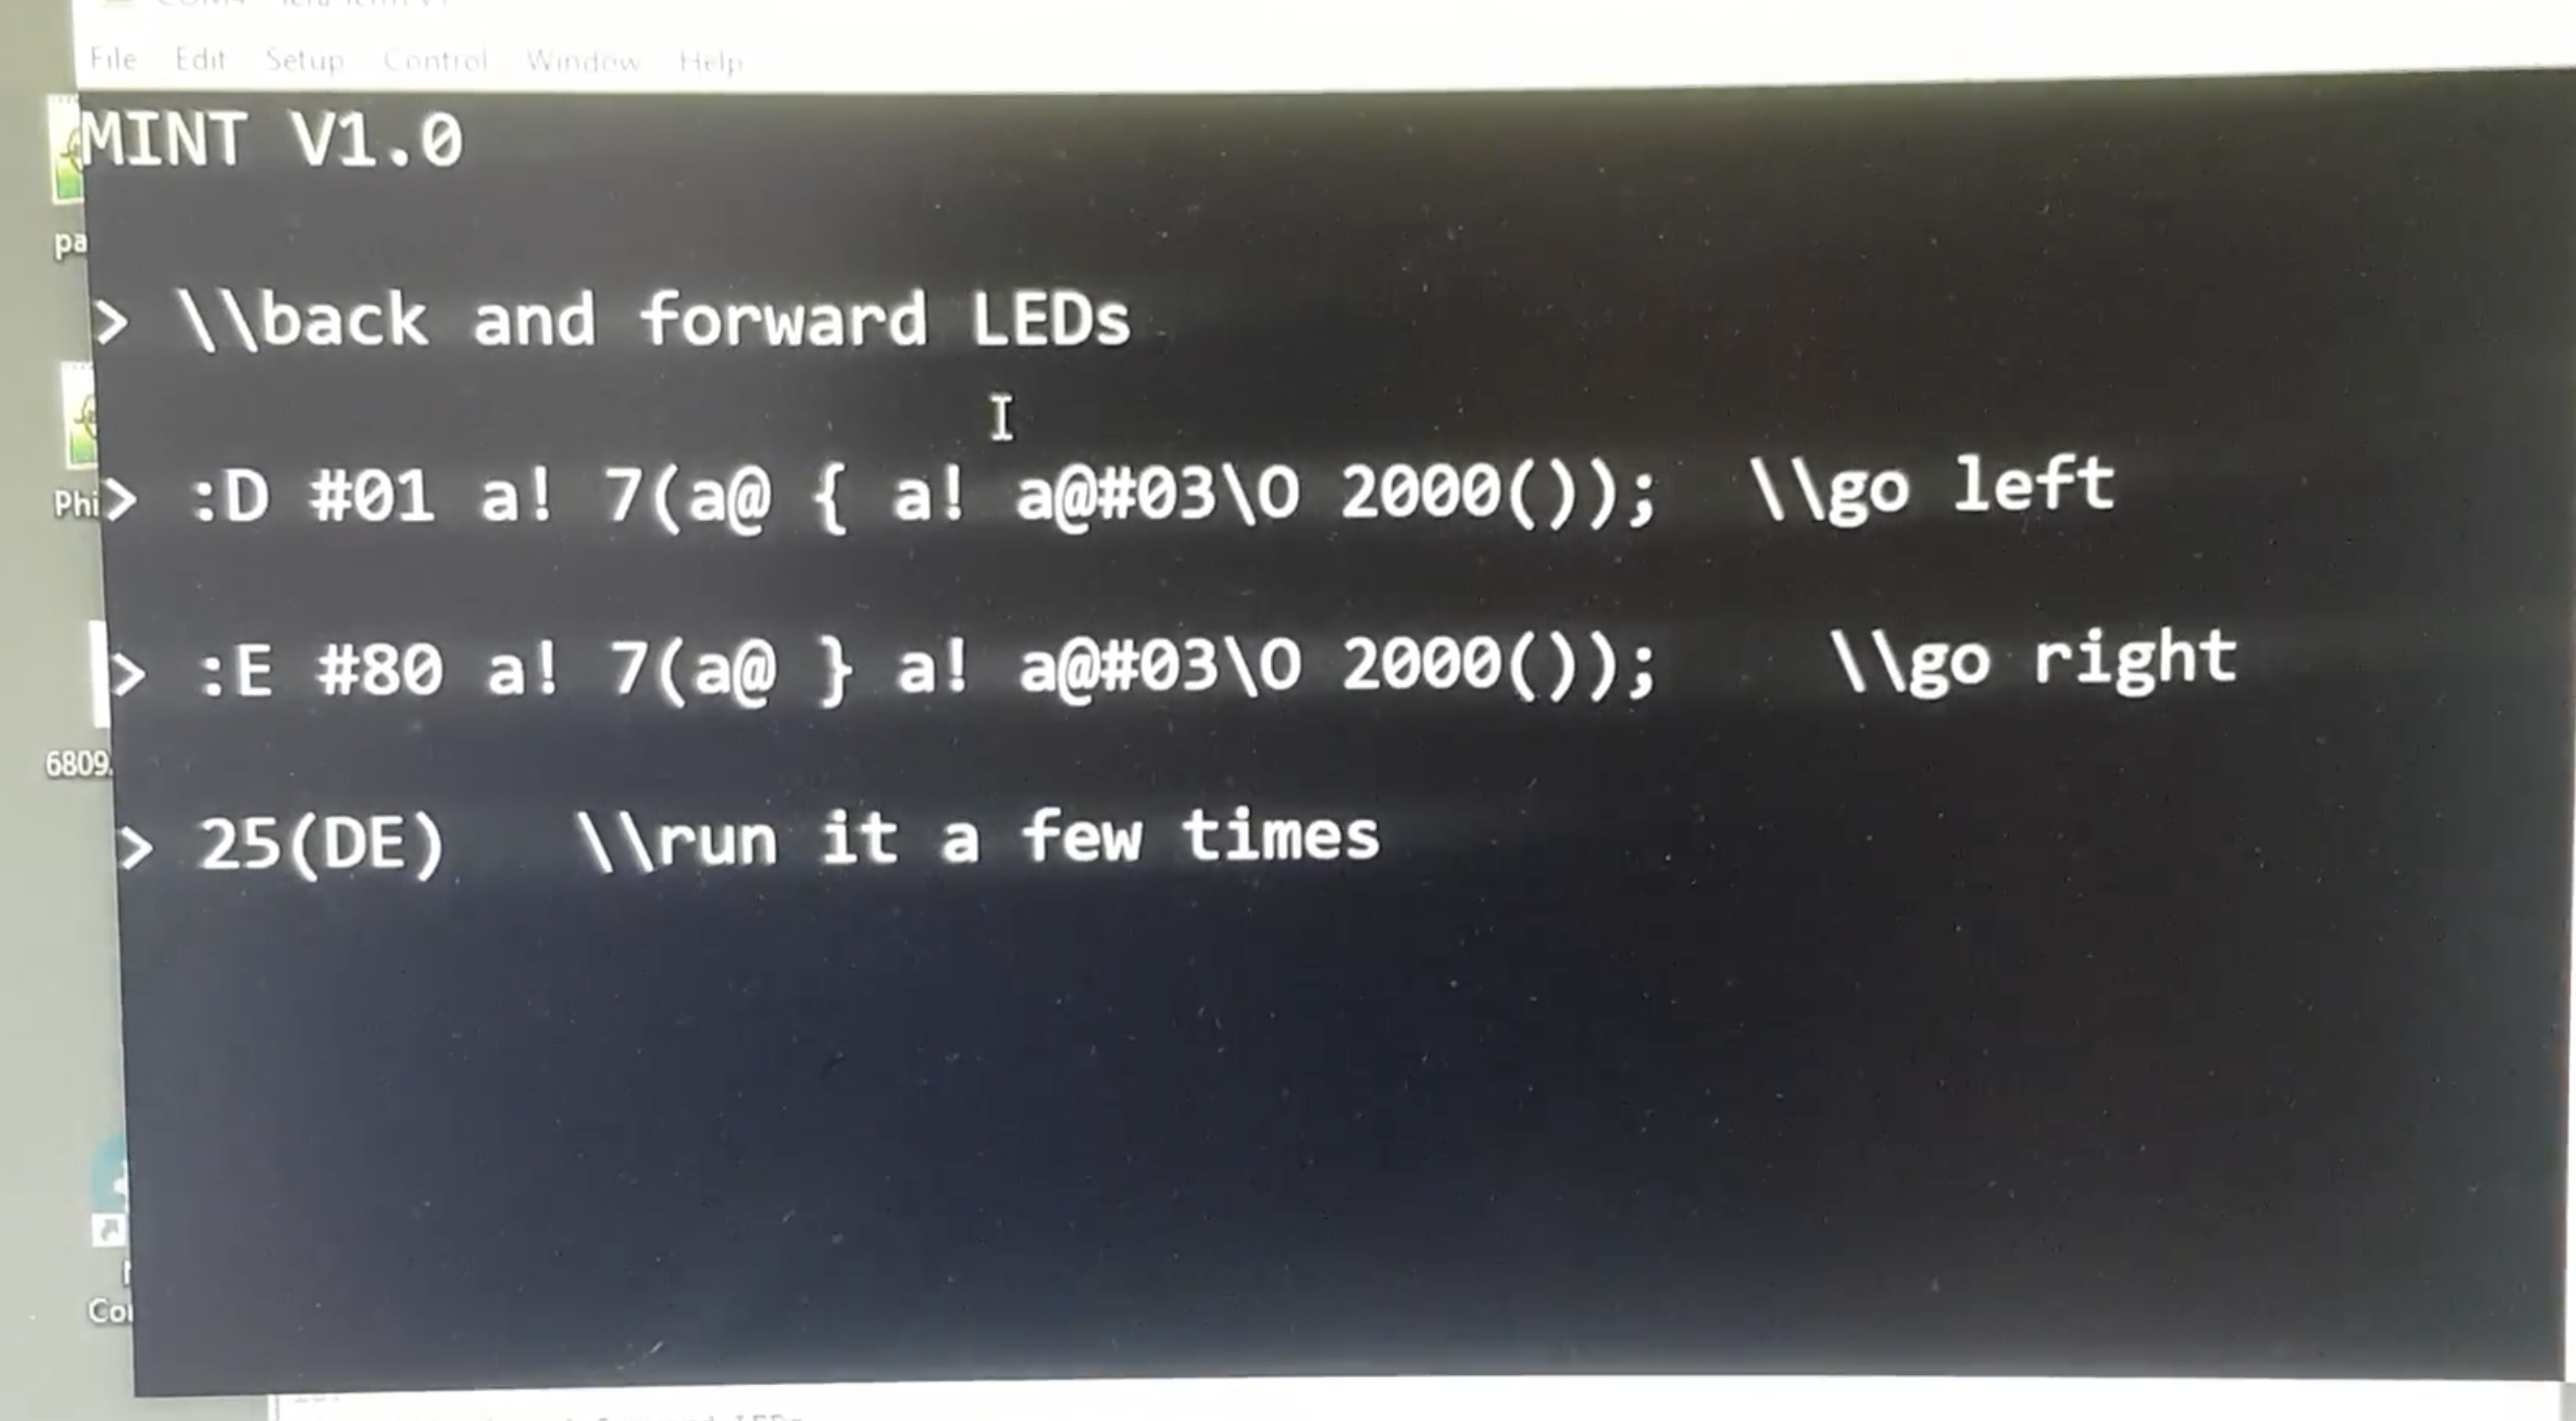 File Edit Setup Control Window Help
MINT V1.0
> \\back and forward LEDs
> :D #01 a! 7(a@ { a! a@#03\O 2000()); \\go left
> :E #80 a! 7(a@ } a! a@#03\O 2000()); \\go right
> 25(DE) \\run it a few times
pa
Phi
6809.
Co